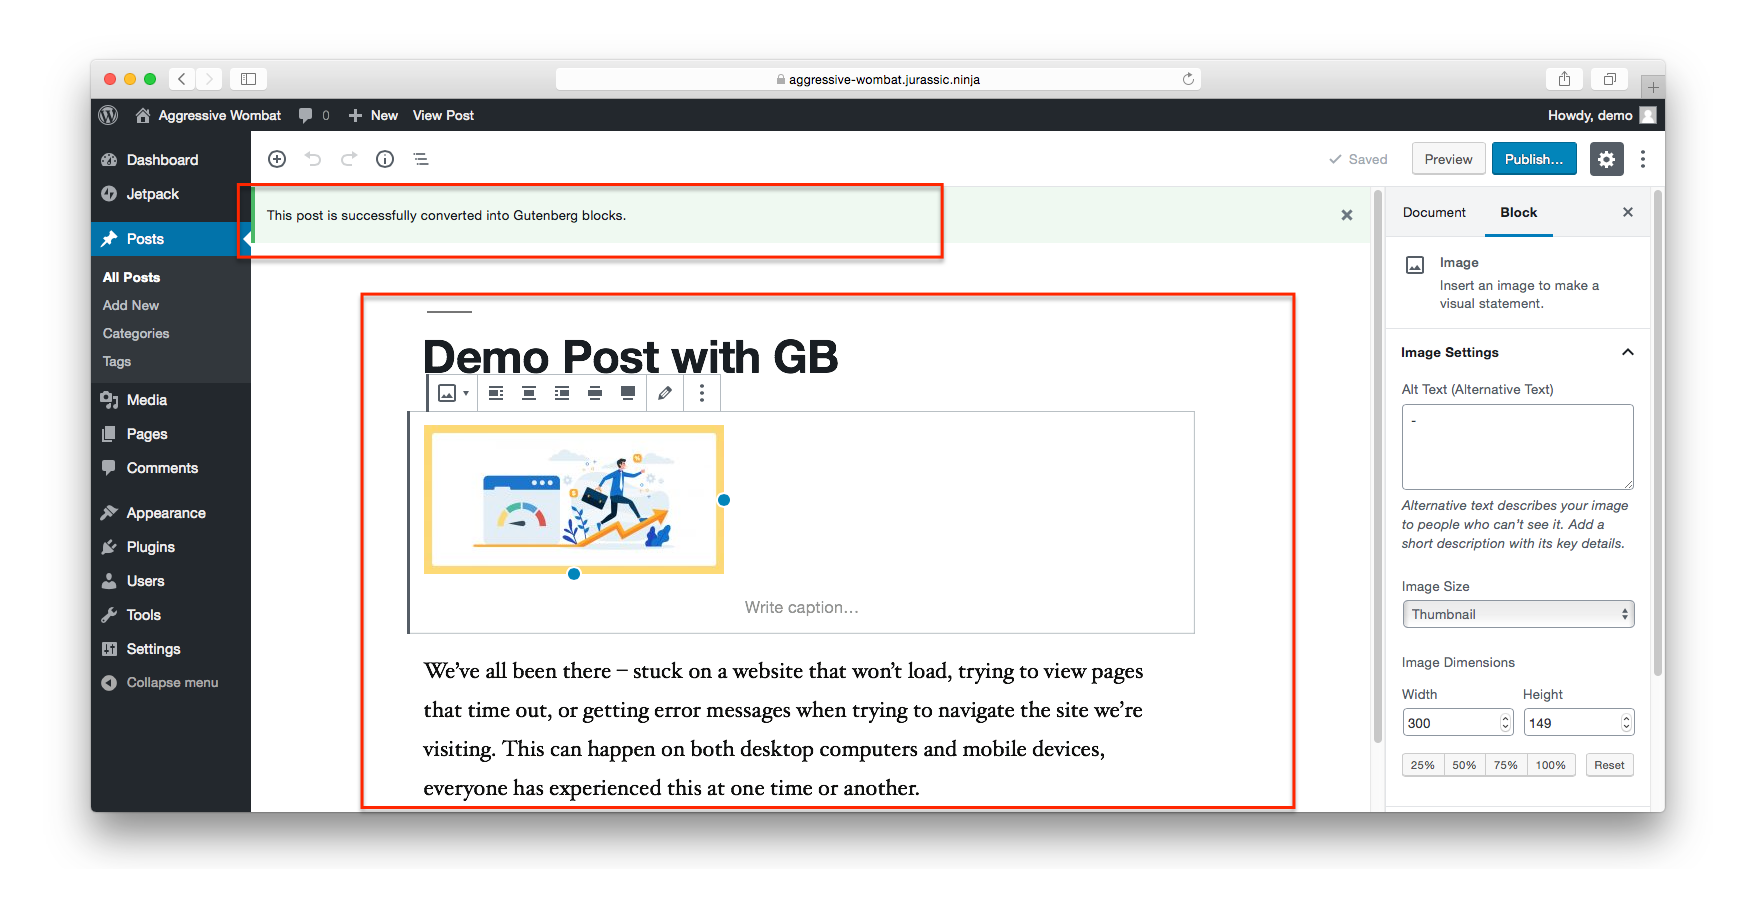 aggressive-wombat.jurassic.ninja
Aggressive Wombat 0 New View Post Howdy, demo
Dashboard
Jetpack
Posts
All Posts
Add New
Categories
Tags
Media
Pages
Comments
Appearance
Plugins
Users
Tools
Settings
Collapse menu
Saved Preview Publish...
This post is successfully converted into Gutenberg blocks.
Demo Post with GB
Write caption...
We've all been there – stuck on a website that won't load, trying to view pages
that time out, or getting error messages when trying to navigate the site we're
visiting. This can happen on both desktop computers and mobile devices,
everyone has experienced this at one time or another.
Document Block
Image
Insert an image to make a
visual statement.
Image Settings
Alt Text (Alternative Text)
-
Alternative text describes your image
to people who can't see it. Add a
short description with its key details.
Image Size
Thumbnail
Image Dimensions
Width Height
300 149
25% 50% 75% 100% Reset